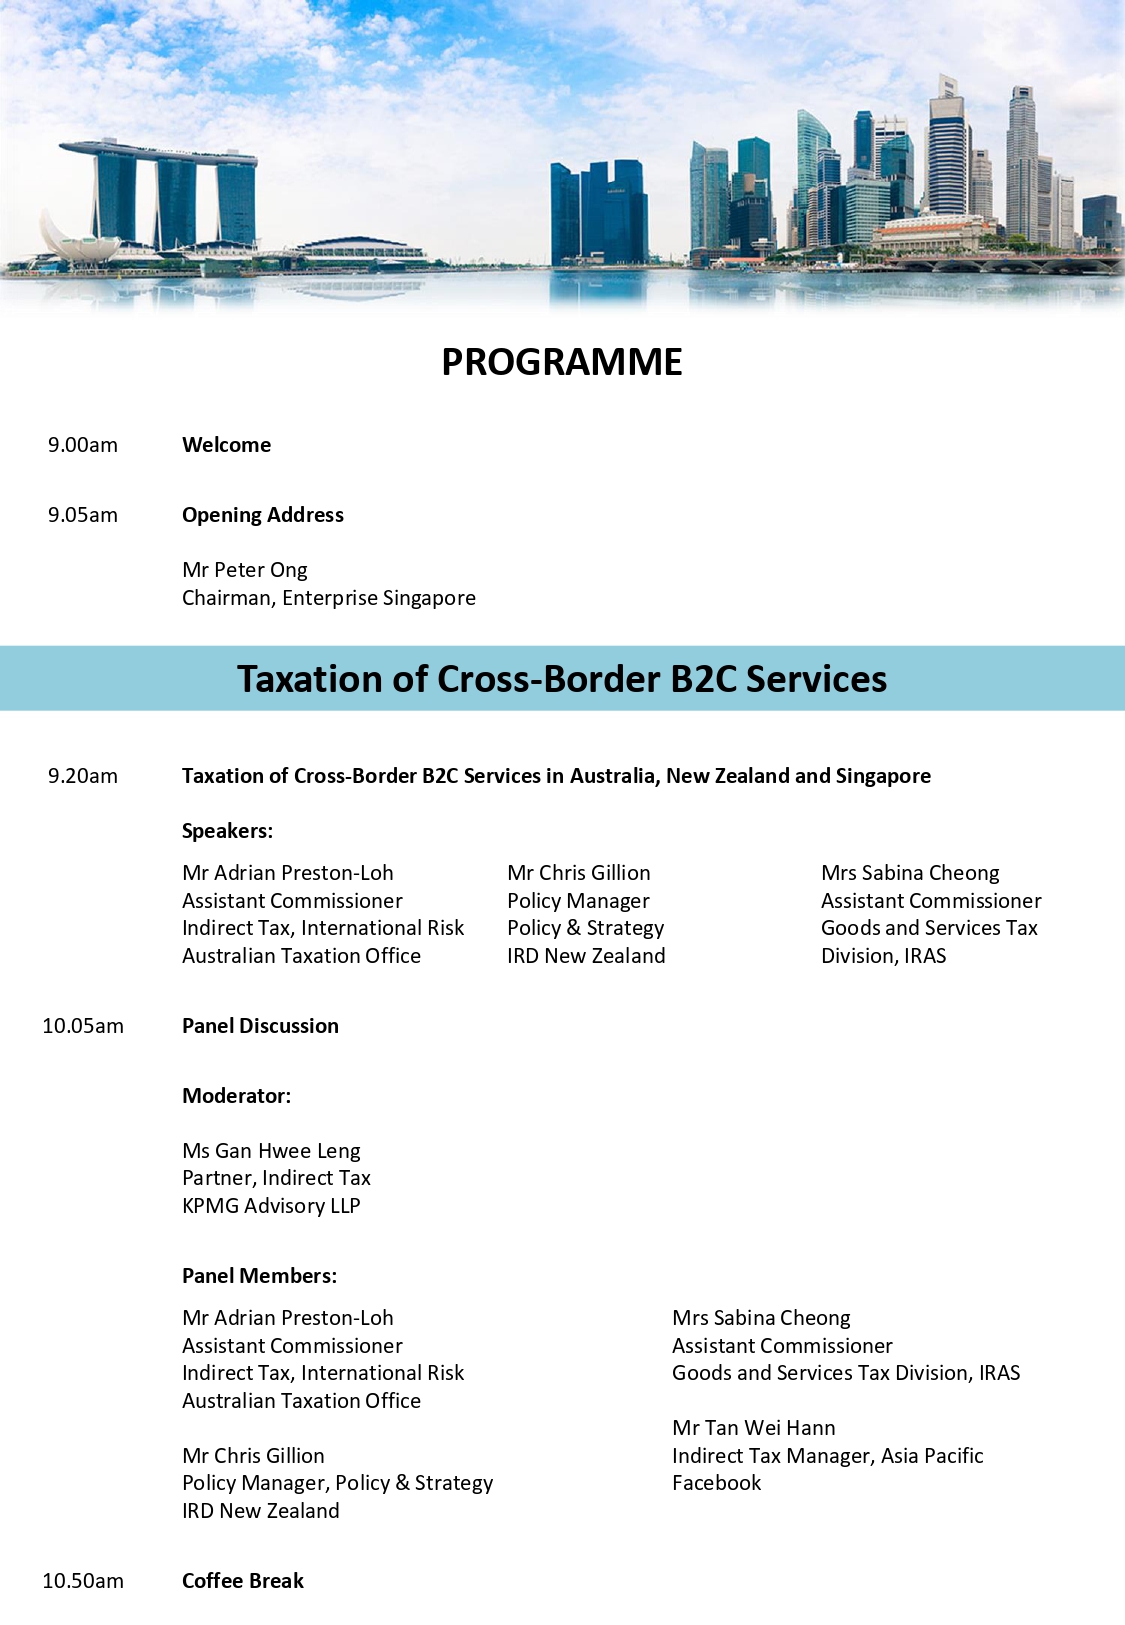 PROGRAMME
9.00am Welcome
9.05am Opening Address
Mr Peter Ong
Chairman, Enterprise Singapore
Taxation of Cross-Border B2C Services
9.20am Taxation of Cross-Border B2C Services in Australia, New Zealand and Singapore
Speakers:
Mr Adrian Preston-Loh
Assistant Commissioner
Indirect Tax, International Risk
Australian Taxation Office
Mr Chris Gillion
Policy Manager
Policy & Strategy
IRD New Zealand
Mrs Sabina Cheong
Assistant Commissioner
Goods and Services Tax
Division, IRAS
10.05am Panel Discussion
Moderator:
Ms Gan Hwee Leng
Partner, Indirect Tax
KPMG Advisory LLP
Panel Members:
Mr Adrian Preston-Loh
Assistant Commissioner
Indirect Tax, International Risk
Australian Taxation Office
Mr Chris Gillion
Policy Manager, Policy & Strategy
IRD New Zealand
Mrs Sabina Cheong
Assistant Commissioner
Goods and Services Tax Division, IRAS
Mr Tan Wei Hann
Indirect Tax Manager, Asia Pacific
Facebook
10.50am Coffee Break